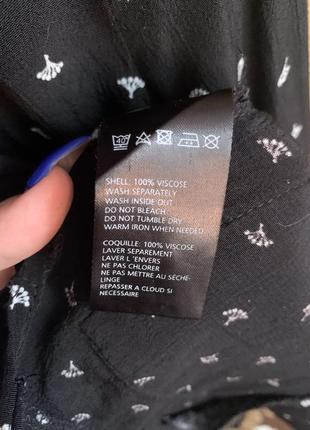 40
SHELL: 100% VISCOSE
WASH SEPARATELY
WASH INSIDE OUT
DO NOT BLEACH
DO NOT TUMBLE DRY
WARM IRON WHEN NEEDED
COQUILLE: 100% VISCOSE
LAVER SEPAREMENT
LAVER L'ENVERS
NE PAS CHLORER
NE PAS METTRE AU SÈCHE-
LINGE
REPASSER A CLOUD SI
NECESSAIRE